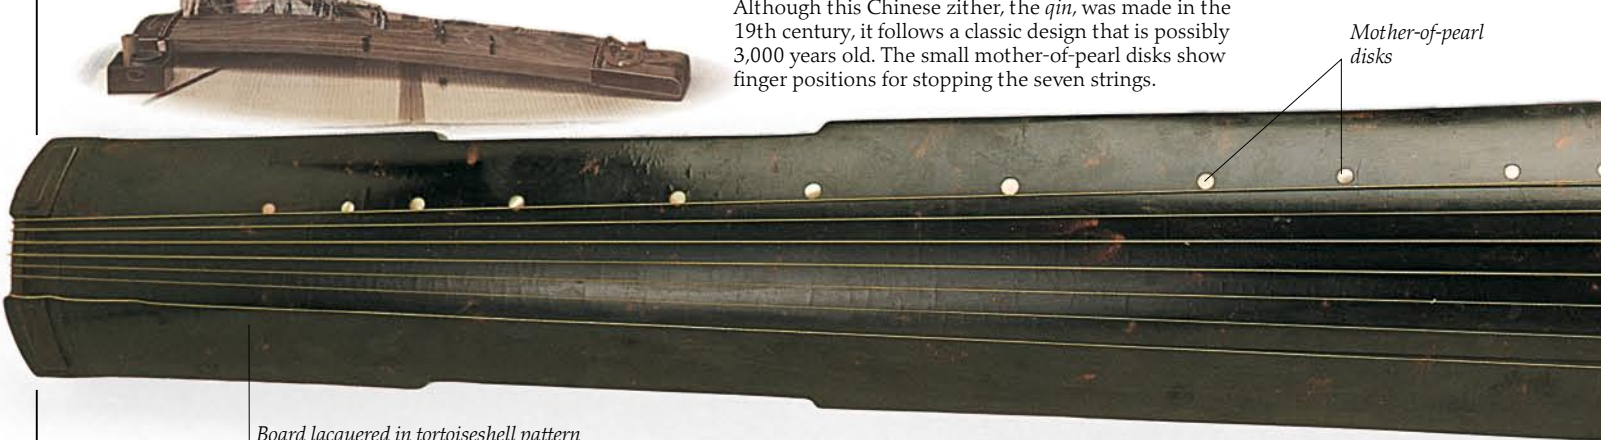 Although this Chinese zither, the qin, was made in the
19th century, it follows a classic design that is possibly
3,000 years old. The small mother-of-pearl disks show
finger positions for stopping the seven strings.
Mother-of-pearl
disks
Board lacquered in tortoiseshell pattern